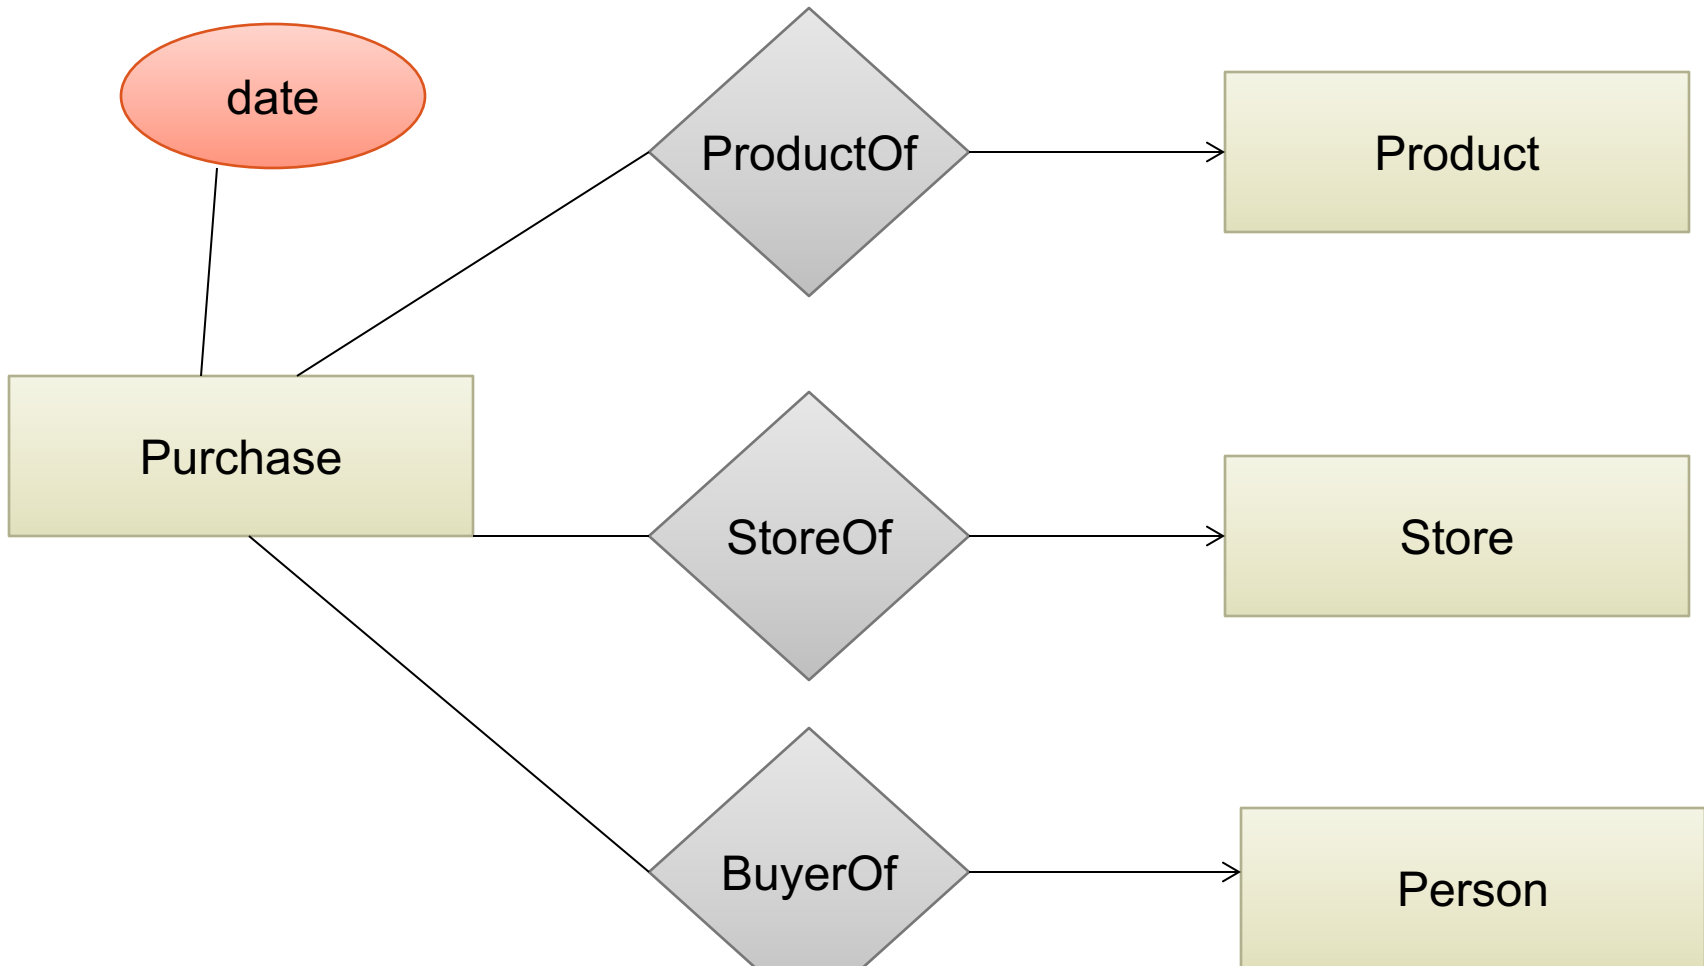 date
ProductOf
Product
Purchase
StoreOf
Store
BuyerOf
Person